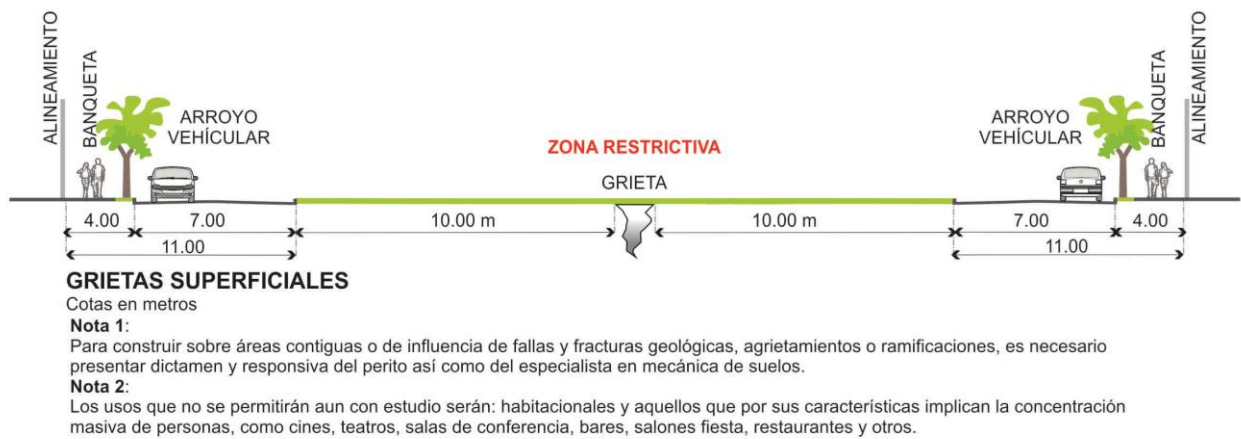 ALINEAMIENTO
BANQUETA
ARROYO
VEHÍCULAR
ZONA RESTRICTIVA
GRIETA
ARROYO
VEHÍCULAR
BANQUETA
ALINEAMIENTO
4.00 7.00 10.00 m 10.00 m 7.00 4.00
11.00 11.00
GRIETAS SUPERFICIALES
Cotas en metros
Nota 1:
Para construir sobre áreas contiguas o de influencia de fallas y fracturas geológicas, agrietamientos o ramificaciones, es necesario
presentar dictamen y responsiva del perito así como del especialista en mecánica de suelos.
Nota 2:
Los usos que no se permitirán aun con estudio serán: habitacionales y aquellos que por sus características implican la concentración
masiva de personas, como cines, teatros, salas de conferencia, bares, salones fiesta, restaurantes y otros.